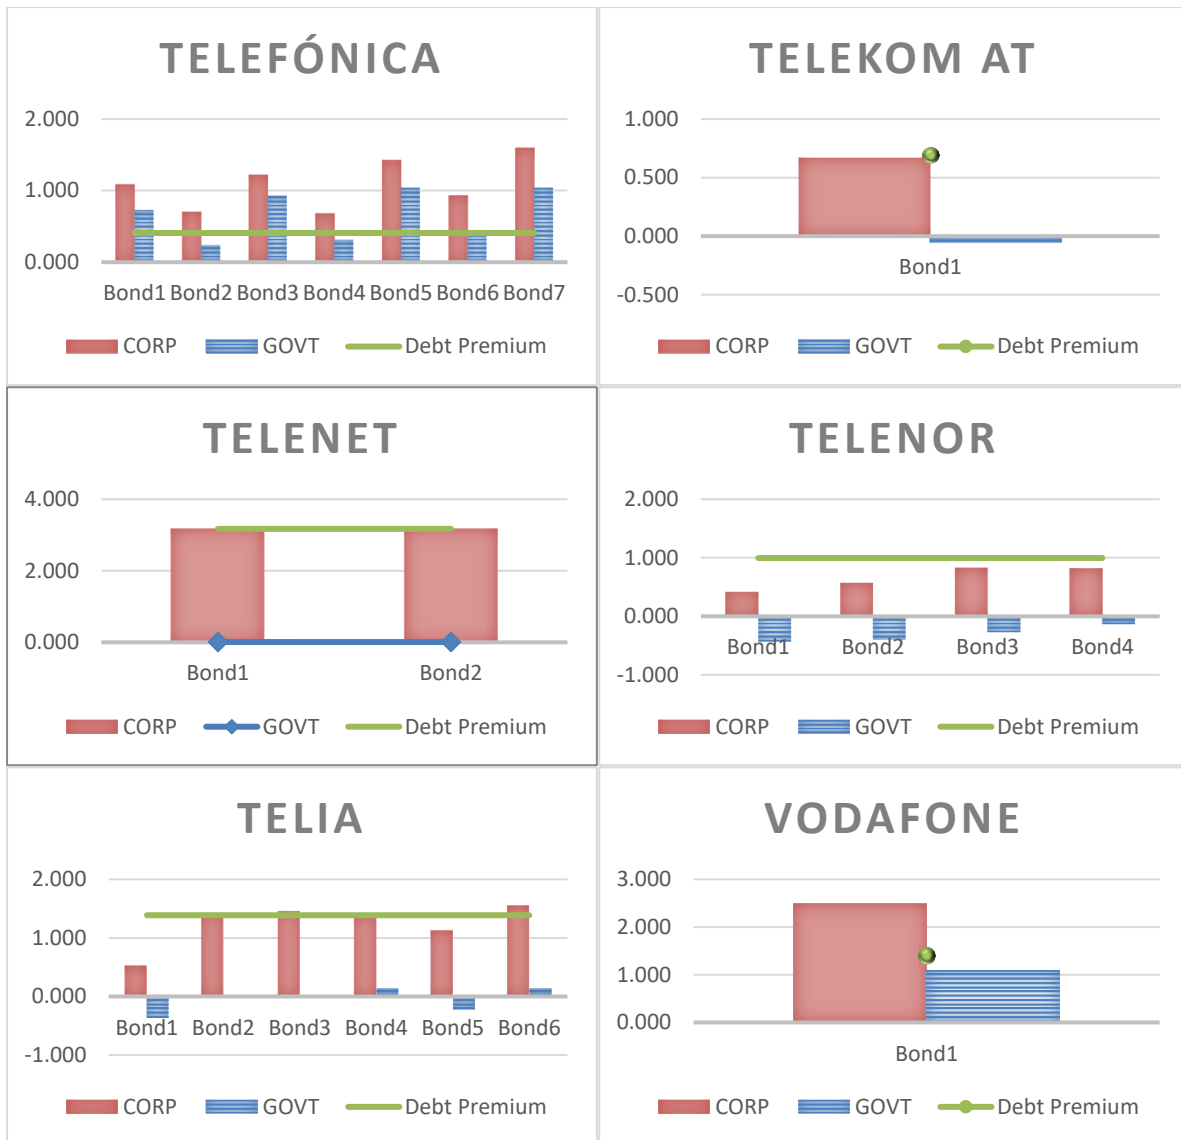 TELEFÓNICA
2.000
1.000
0.000
Bond1 Bond2 Bond3 Bond4 Bond5 Bond6 Bond7
CORP GOVT Debt Premium
TELEKOM AT
1.000
0.500
0.000
Bond1
-0.500
CORP GOVT Debt Premium
TELENET
4.000
2.000
0.000
Bond1 Bond2
CORP GOVT Debt Premium
TELENOR
2.000
1.000
0.000
Bond1 Bond2 Bond3 Bond4
-1.000
CORP GOVT Debt Premium
TELIA
2.000
1.000
0.000
Bond1 Bond2 Bond3 Bond4 Bond5 Bond6
-1.000
CORP GOVT Debt Premium
VODAFONE
3.000
2.000
1.000
0.000
Bond1
CORP GOVT Debt Premium